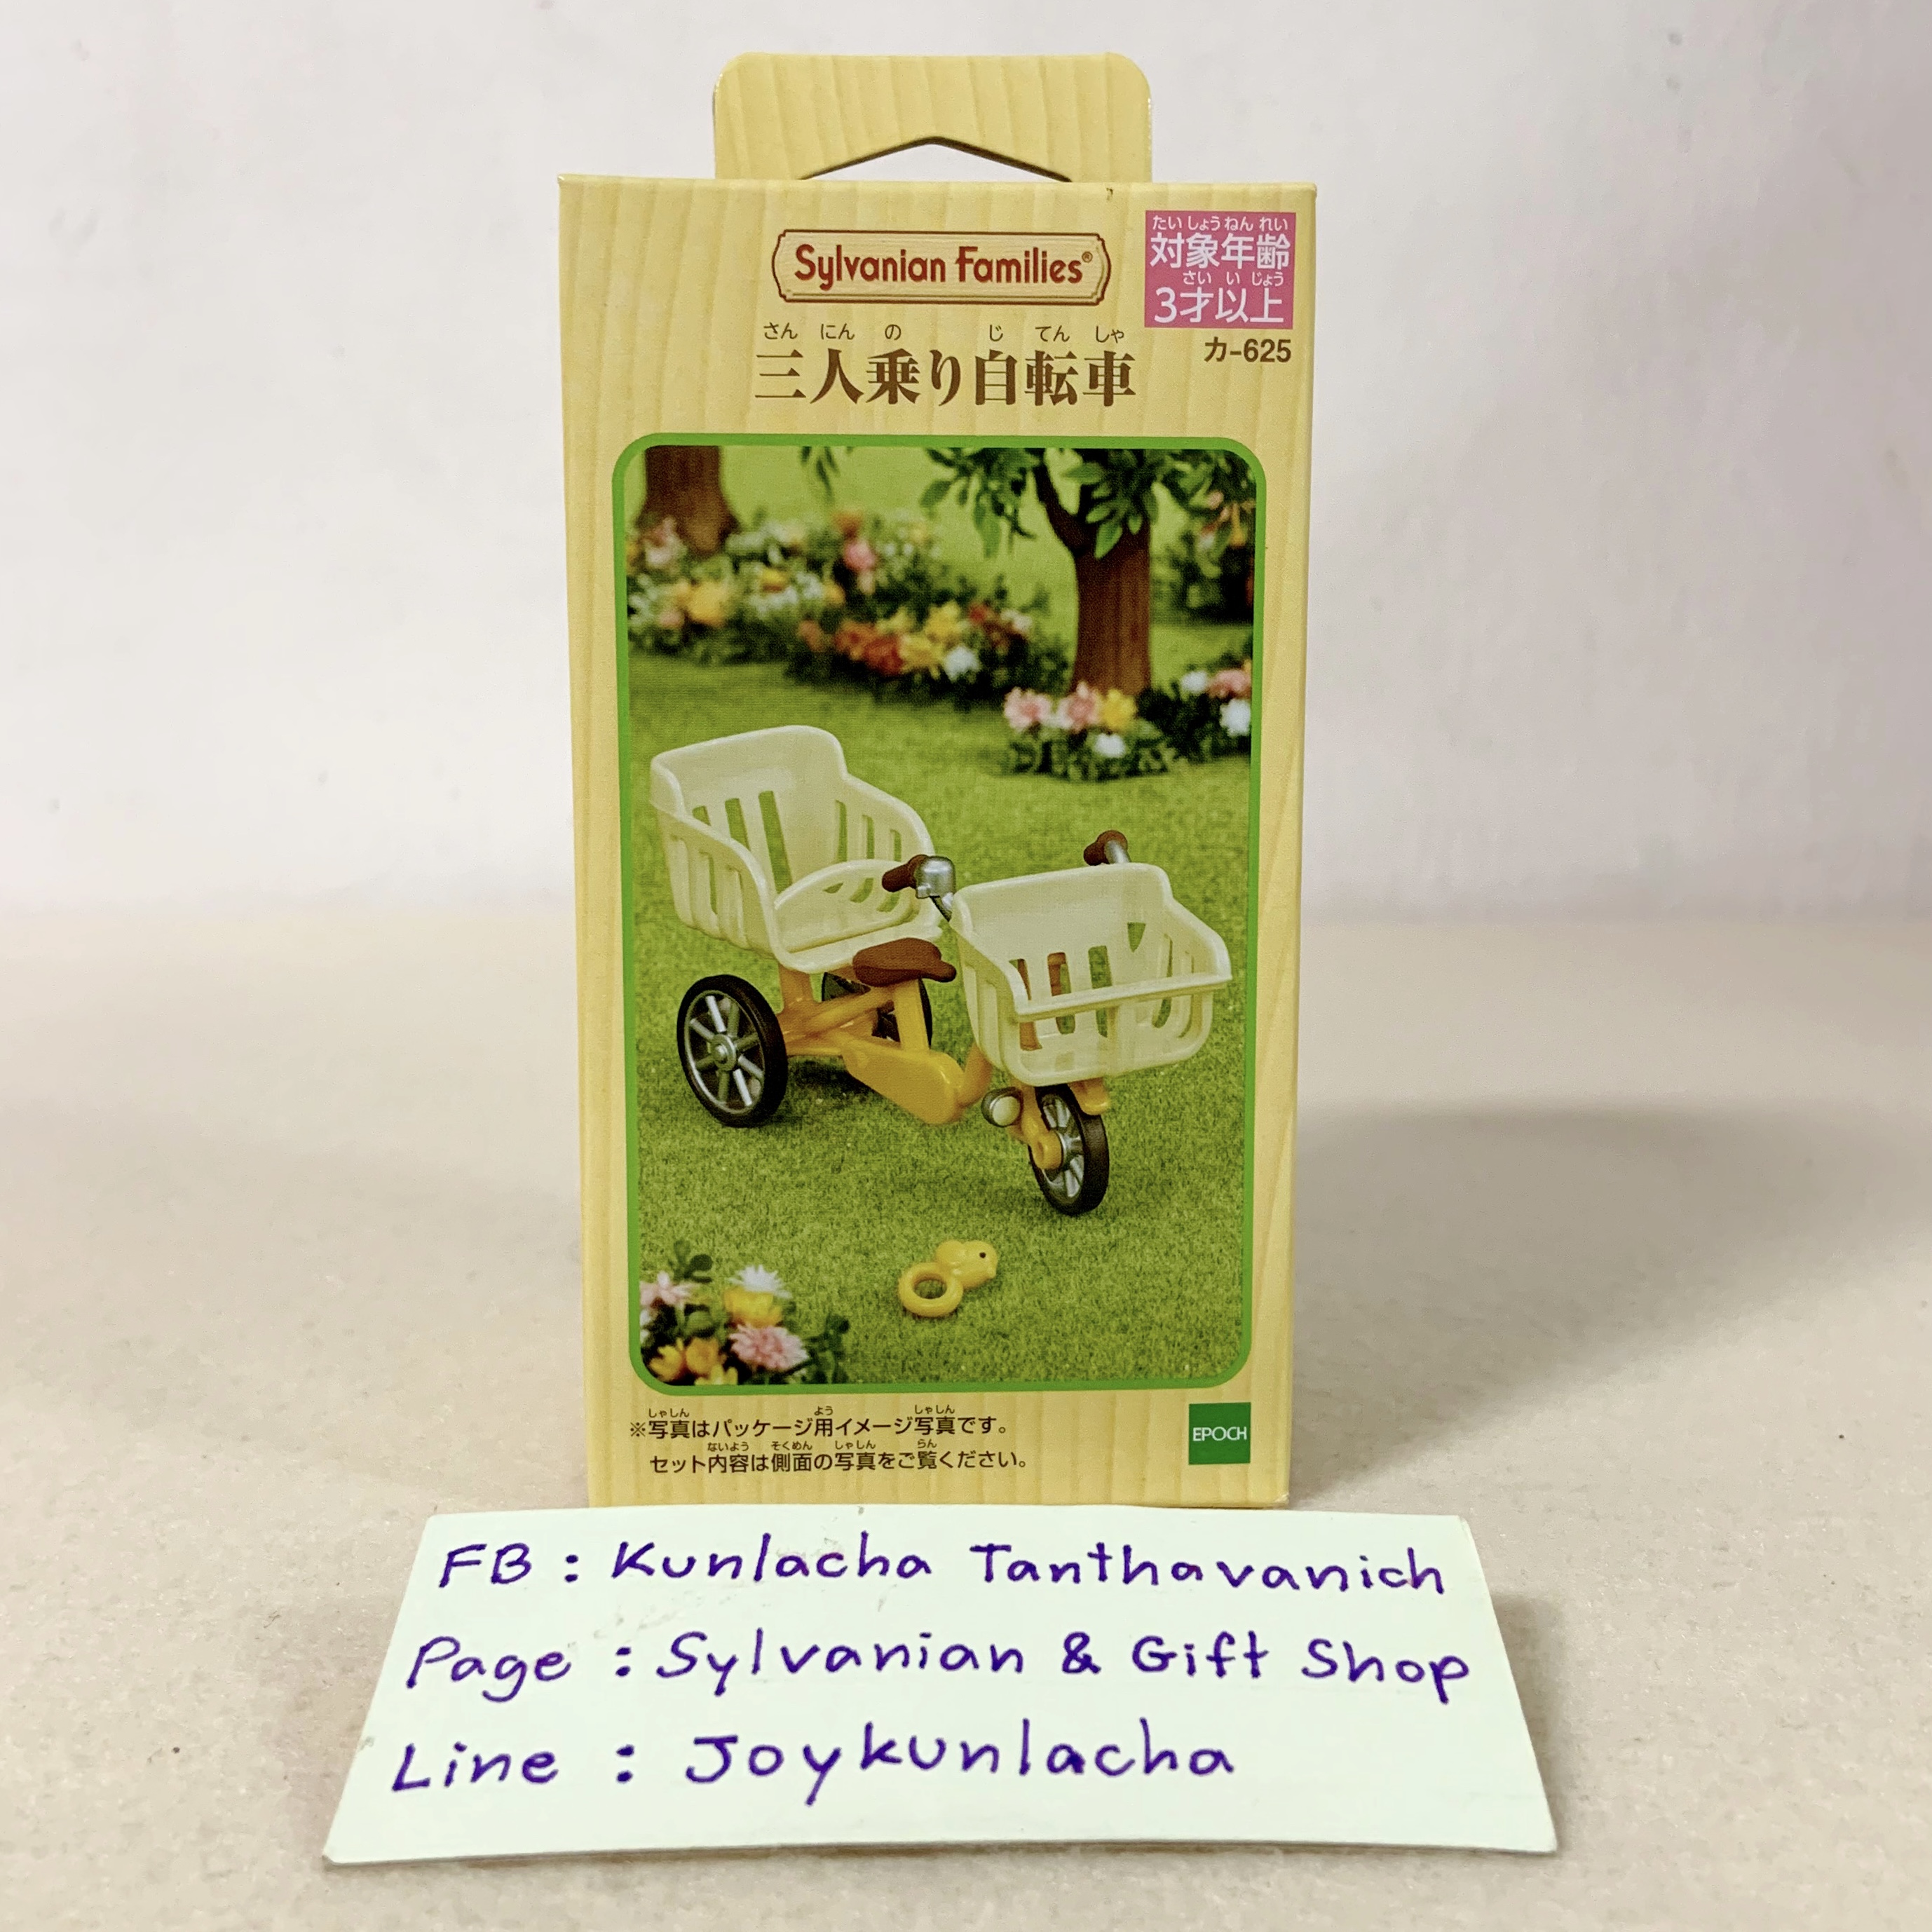 Sylvanian Families®
たいしょうねんれい
対象年齢
さいいじょう
3才以上
カ-625
さん にん の じ てん しゃ
三人乗り自転車
しゃしん よう しゃしん
※写真はパッケージ用イメージ写真です。
ないよう そくめん しゃしん らん
セット内容は側面の写真をご覧ください。
EPOCH
FB : Kunlacha Tanthavanich
Page : Sylvanian & Gift Shop
Line : Joykunlacha